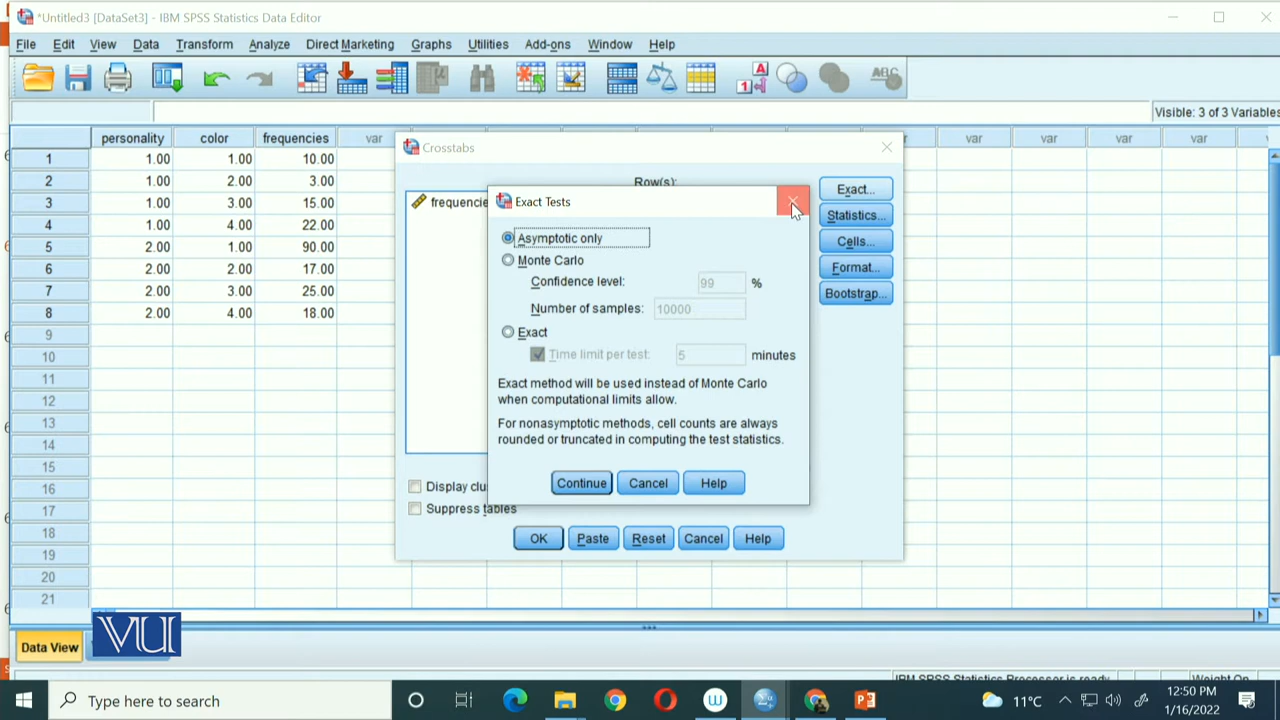 *Untitled3 [DataSet3] - IBM SPSS Statistics Data Editor
File Edit View Data Transform Analyze Direct Marketing Graphs Utilities Add-ons Window Help
Visible: 3 of 3 Variables
personality color frequencies var var var var var
1 1.00 1.00 10.00
2 1.00 2.00 3.00
3 1.00 3.00 15.00
4 1.00 4.00 22.00
5 2.00 1.00 90.00
6 2.00 2.00 17.00
7 2.00 3.00 25.00
8 2.00 4.00 18.00
9
10
11
12
13
14
15
16
17
18
19
20
21
Crosstabs
Row(s):
Exact...
Statistics...
Cells...
Format...
Bootstrap...
Exact Tests
Asymptotic only
Monte Carlo
Confidence level: 99 %
Number of samples: 10000
Exact
Time limit per test: 5 minutes
Exact method will be used instead of Monte Carlo
when computational limits allow.
For nonasymptotic methods, cell counts are always
rounded or truncated in computing the test statistics.
Continue Cancel Help
Suppress tables
OK Paste Reset Cancel Help
VU
Data View
IBM SPSS Statistics Processor is ready
Weight On
Type here to search
11°C
12:50 PM
1/16/2022